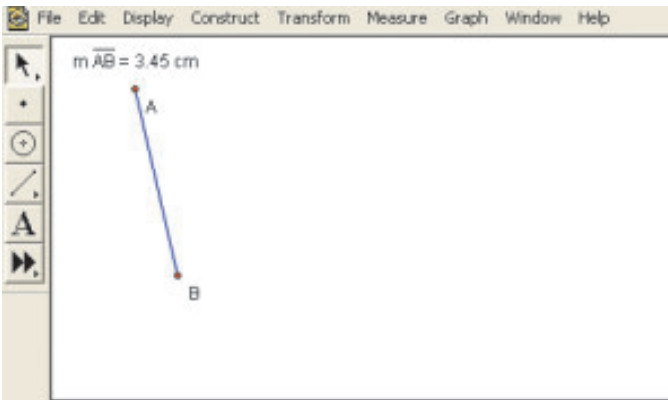 File Edit Display Construct Transform Measure Graph Window Help
m AB = 3.45 cm
A
A
B